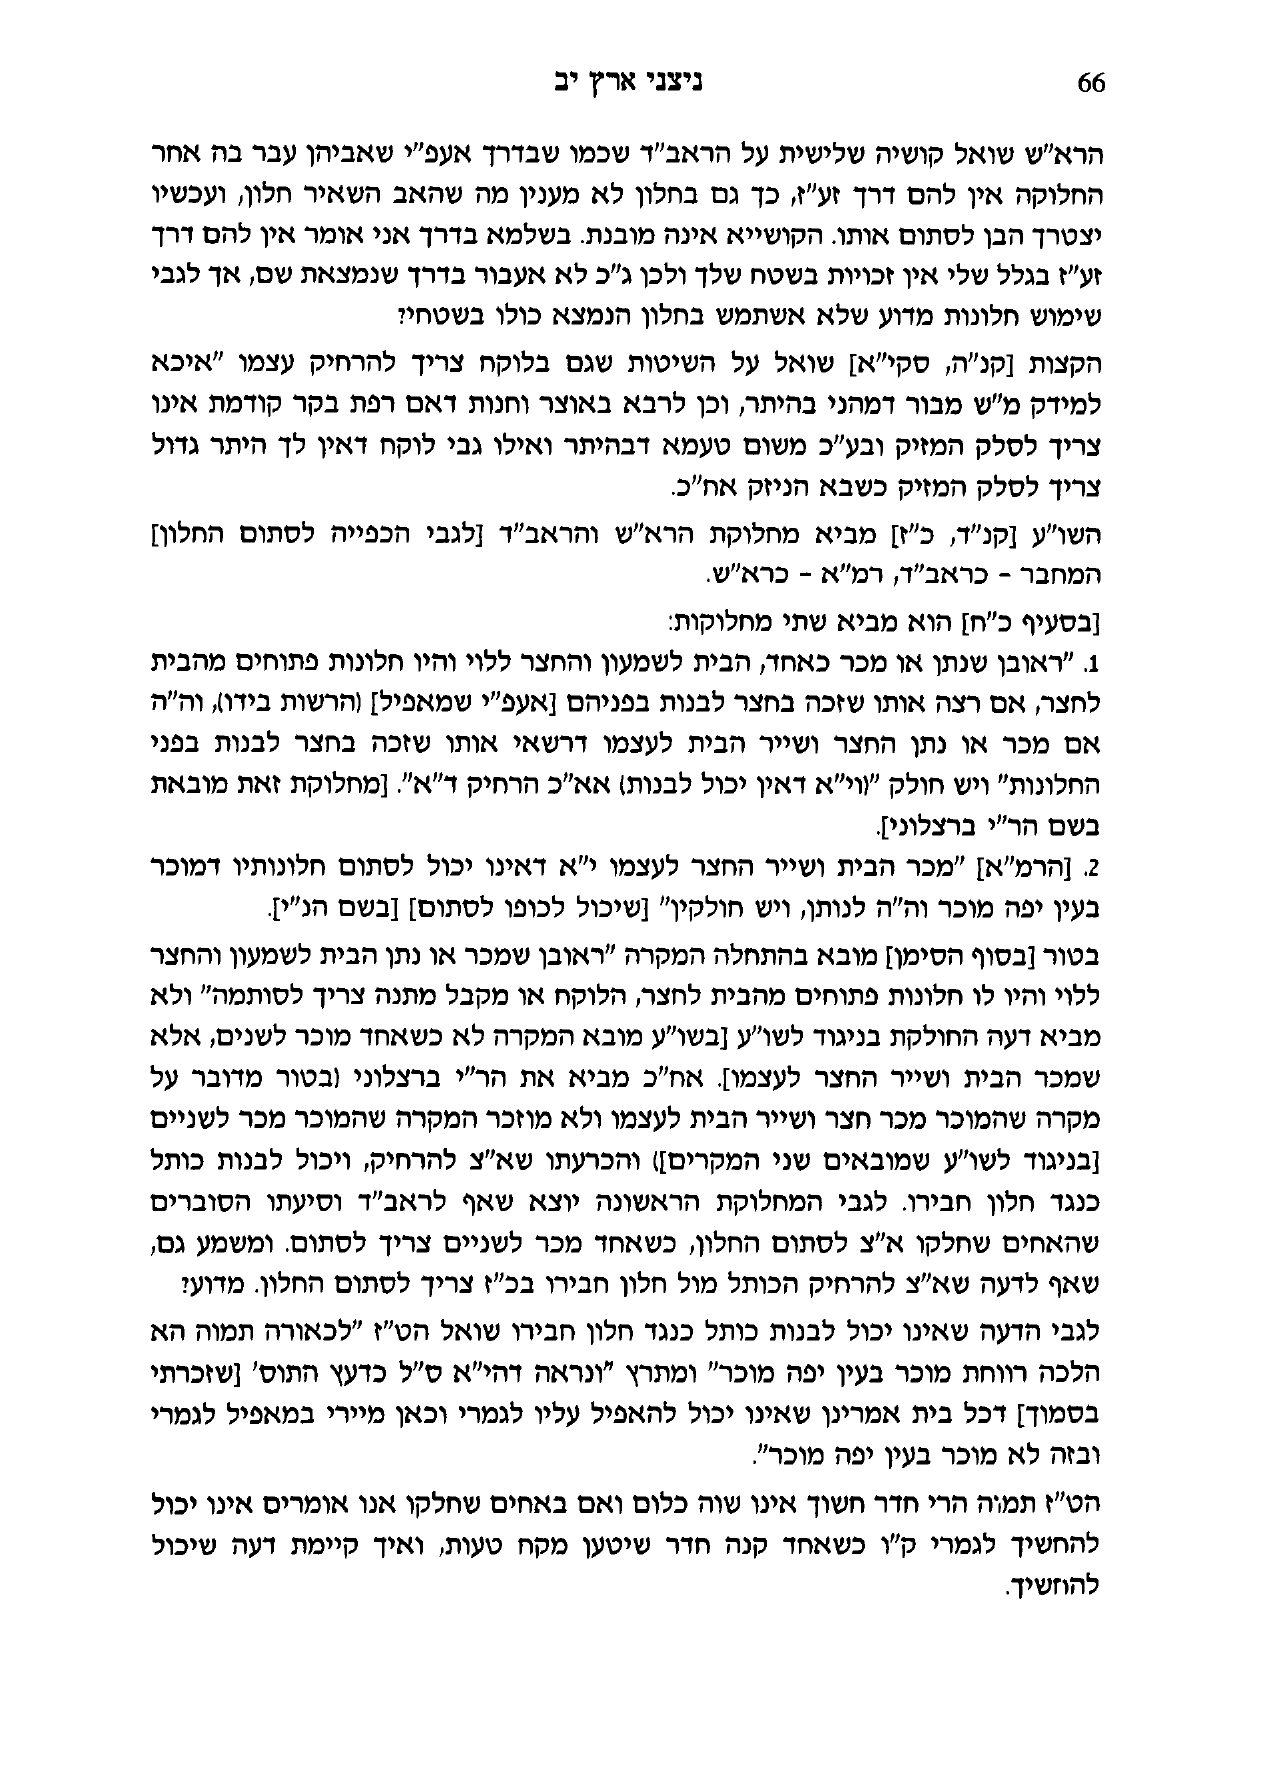 66
ניצני ארץ יב
הרא"ש שואל קושיה שלישית על הראב"ד שכמו שבדרך אעפ"י שאביהן עבר בה אחר
החלוקה אין להם דרך זע"ז, כך גם בחלון לא מענין מה שהאב השאיר חלון, ועכשיו
יצטרך הבן לסתום אותו. הקושייא אינה מובנת. בשלמא בדרך אני אומר אין להם דרך
זע"ז בגלל שלי אין זכויות בשטח שלך ולכן ג"כ לא אעבור בדרך שנמצאת שם, אך לגבי
שימוש חלונות מדוע שלא אשתמש בחלון הנמצא כולו בשטחי?
הקצות [קנ"ה, סקי"א] שואל על השיטות שגם בלוקח צריך להרחיק עצמו "איכא
למידק מ"ש מבור דמהני בהיתר, וכן לרבא באוצר וחנות דאם רפת בקר קודמת אינו
צריך לסלק המזיק ובע"כ משום טעמא דבהיתר ואילו גבי לוקח דאין לך היתר גדול
צריך לסלק המזיק כשבא הניזק אח"כ.
השו"ע [קנ"ד, כ"ז] מביא מחלוקת הרא"ש והראב"ד [לגבי הכפייה לסתום החלון]
המחבר - כראב"ד, רמ"א - כרא"ש.
[בסעיף כ"ח] הוא מביא שתי מחלוקות:
1. "ראובן שנתן או מכר כאחד, הבית לשמעון והחצר ללוי והיו חלונות פתוחים מהבית
לחצר, אם רצה אותו שזכה בחצר לבנות בפניהם [אעפ"י שמאפיל] (הרשות בידו), וה"ה
אם מכר או נתן החצר ושייר הבית לעצמו דרשאי אותו שזכה בחצר לבנות בפני
החלונות" ויש חולק "(וי"א דאין יכול לבנות) אא"כ הרחיק ד"א". [מחלוקת זאת מובאת
בשם הר"י ברצלוני].
2. [הרמ"א] "מכר הבית ושייר החצר לעצמו י"א דאינו יכול לסתום חלונותיו דמוכר
בעין יפה מוכר וה"ה לנותן, ויש חולקין" [שיכול לכופו לסתום] [בשם הנ"י].
בטור [בסוף הסימן] מובא בהתחלה המקרה "ראובן שמכר או נתן הבית לשמעון והחצר
ללוי והיו לו חלונות פתוחים מהבית לחצר, הלוקח או מקבל מתנה צריך לסותמה" ולא
מביא דעה החולקת בניגוד לשו"ע [בשו"ע מובא המקרה לא כשאחד מוכר לשנים, אלא
שמכר הבית ושייר החצר לעצמו]. אח"כ מביא את הר"י ברצלוני (בטור מדובר על
מקרה שהמוכר מכר חצר ושייר הבית לעצמו ולא מוזכר המקרה שהמוכר מכר לשניים
[בניגוד לשו"ע שמובאים שני המקרים]) והכרעתו שא"צ להרחיק, ויכול לבנות כותל
כנגד חלון חבירו. לגבי המחלוקת הראשונה יוצא שאף לראב"ד וסיעתו הסוברים
שהאחים שחלקו א"צ לסתום החלון, כשאחד מכר לשניים צריך לסתום. ומשמע גם,
שאף לדעה שא"צ להרחיק הכותל מול חלון חבירו בכ"ז צריך לסתום החלון. מדוע?
לגבי הדעה שאינו יכול לבנות כותל כנגד חלון חבירו שואל הט"ז "לכאורה תמוה הא
הלכה רווחת מוכר בעין יפה מוכר" ומתרץ "ונראה דהי"א ס"ל כדעץ התוס' [שזכרתי
בסמוך] דכל בית אמרינן שאינו יכול להאפיל עליו לגמרי וכאן מיירי במאפיל לגמרי
ובזה לא מוכר בעין יפה מוכר".
הט"ז תמוה הרי חדר חשוך אינו שוה כלום ואם באחים שחלקו אנו אומרים אינו יכול
להחשיך לגמרי ק"ו כשאחד קנה חדר שיטען מקח טעות, ואיך קיימת דעה שיכול
להחשיך.